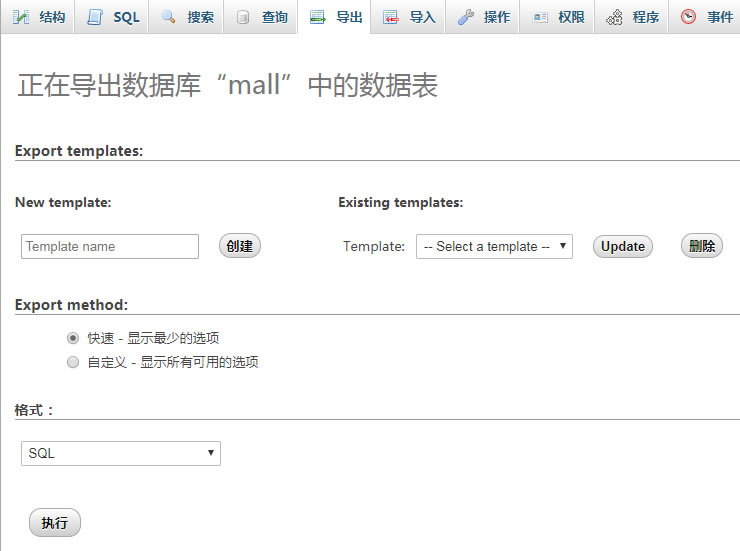 结构 SQL 搜索 查询 导出 导入 操作 权限 程序 事件
正在导出数据库“mall”中的数据表
Export templates:
New template: Existing templates:
Template name 创建 Template: -- Select a template -- Update 删除
Export method:
快速 - 显示最少的选项
自定义 - 显示所有可用的选项
格式：
SQL
执行